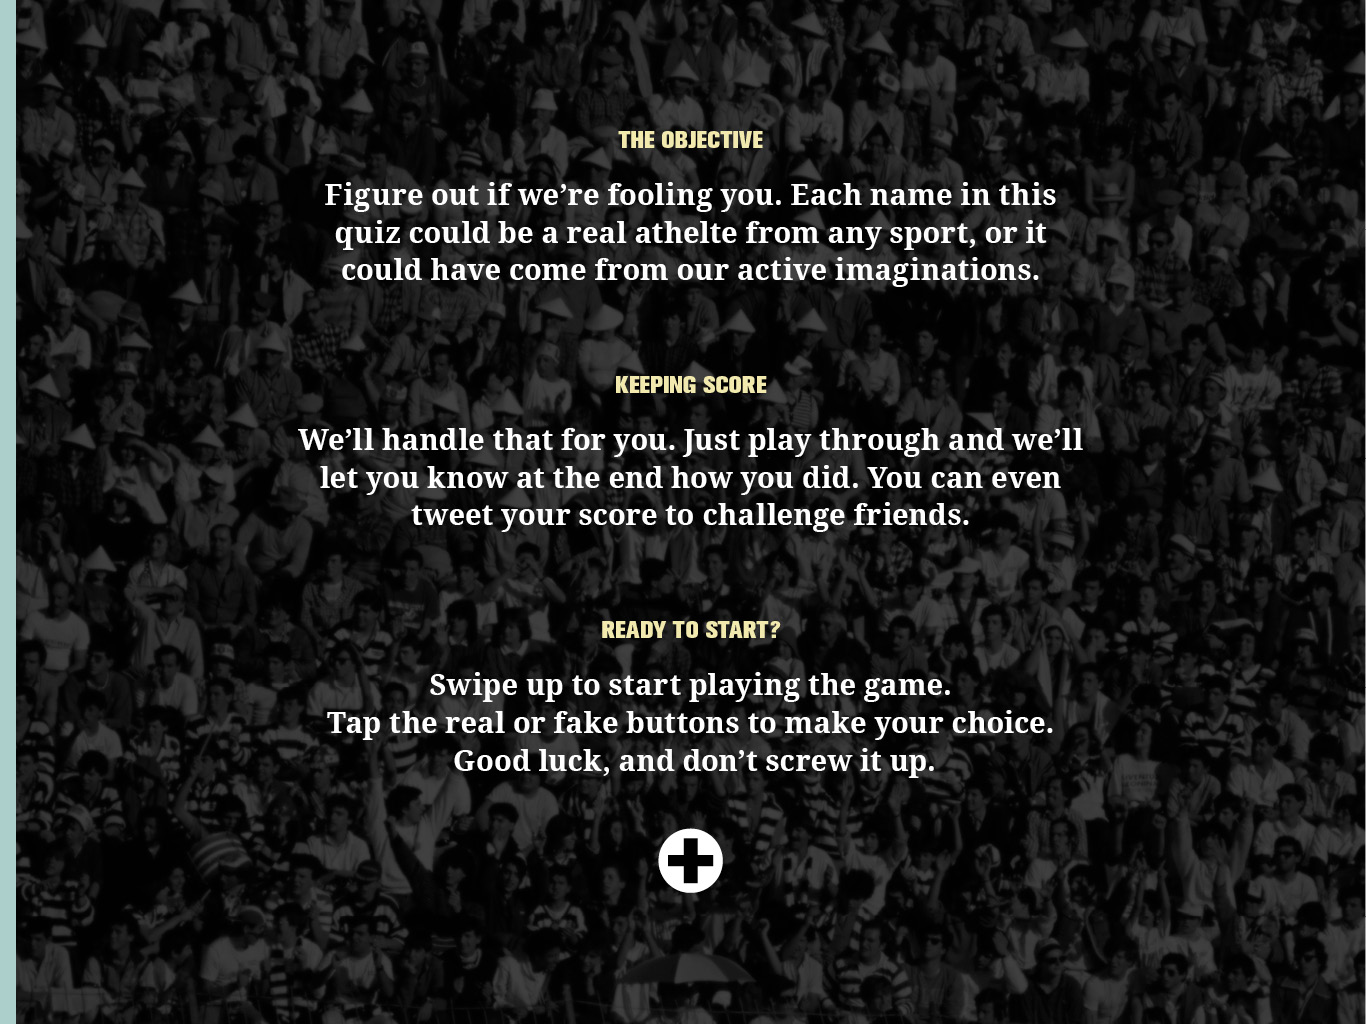 THE OBJECTIVE
Figure out if we’re fooling you. Each name in this
quiz could be a real athelte from any sport, or it
could have come from our active imaginations.
KEEPING SCORE
We’ll handle that for you. Just play through and we’ll
let you know at the end how you did. You can even
tweet your score to challenge friends.
READY TO START?
Swipe up to start playing the game.
Tap the real or fake buttons to make your choice.
Good luck, and don’t screw it up.